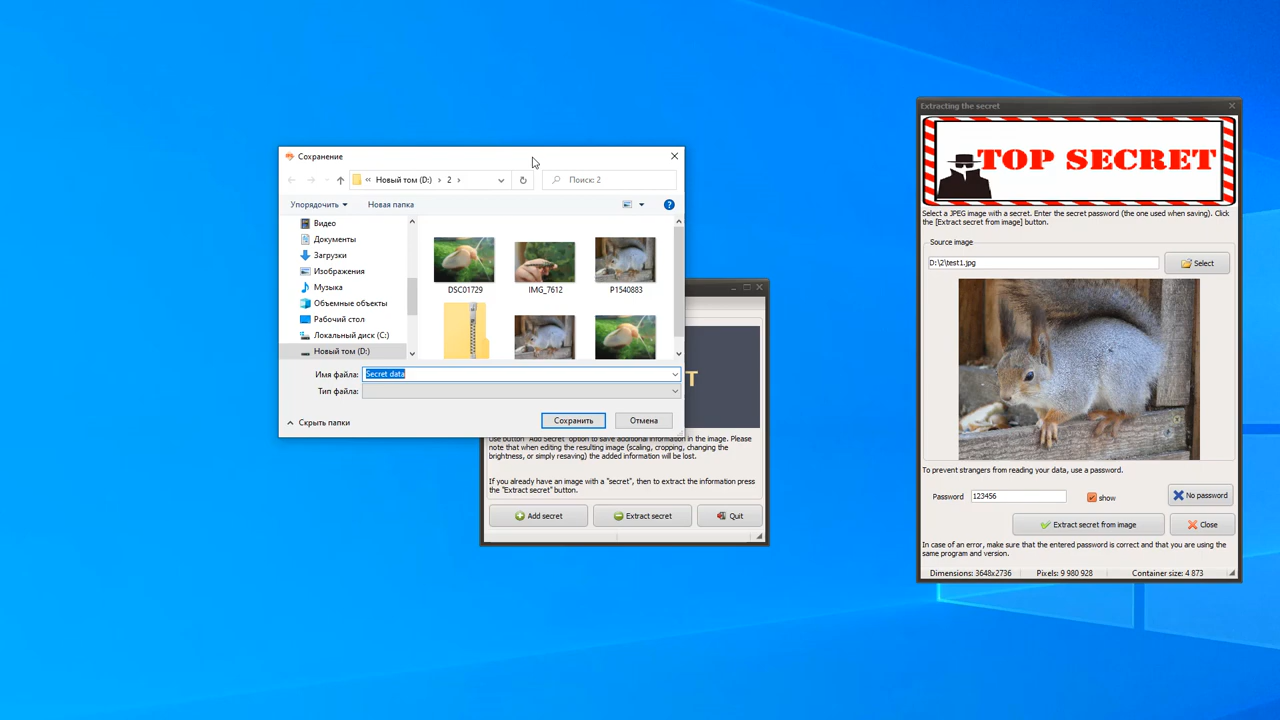 Сохранение
« Новый том (D:) › 2 ›
Поиск: 2
Упорядочить
Новая папка
Видео
Документы
Загрузки
Изображения
Музыка
Объемные объекты
Рабочий стол
Локальный диск (C:)
Новый том (D:)
DSC01729
IMG_7612
P1540883
Имя файла:
Secret data
Тип файла:
Скрыть папки
Сохранить
Отмена
T
Use button "Add Secret" option to save additional information in the image. Please
note that when editing the resulting image (scaling, cropping, changing the
brightness, or simply resaving) the added information will be lost.
If you already have an image with a "secret", then to extract the information press
the "Extract secret" button.
Add secret
Extract secret
Quit
Extracting the secret
TOP SECRET
Select a JPEG image with a secret. Enter the secret password (the one used when saving). Click
the [Extract secret from image] button.
Source image
D:\2\test1.jpg
Select
To prevent strangers from reading your data, use a password.
Password
123456
show
No password
Extract secret from image
Close
In case of an error, make sure that the entered password is correct and that you are using the
same program and version.
Dimensions: 3648x2736
Pixels: 9 980 928
Container size: 4 873